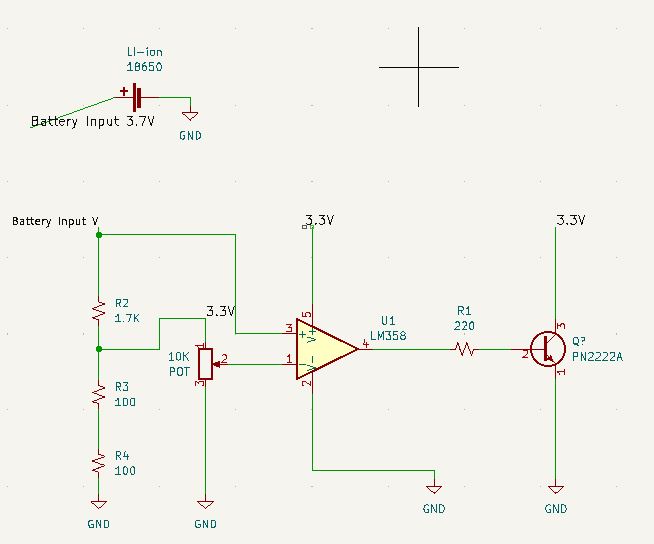 LI-ion
18650
+
Battery Input 3.7V
GND
Battery Input V
3.3V
3.3V
R2
1.7K
3.3V
10K
POT
1
2
3
3
1
+
-
V+
V-
5
2
4
U1
LM358
R1
220
2
3
1
Q?
PN2222A
R3
100
R4
100
GND
GND
GND
GND